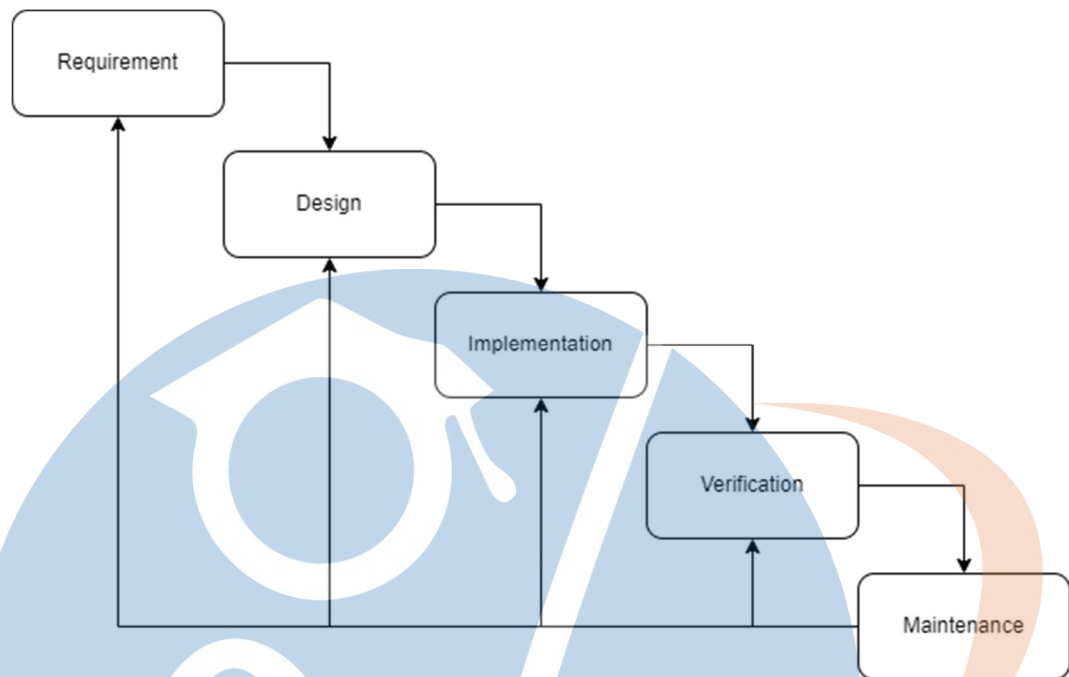 Requirement
Design
Implementation
Verification
Maintenance